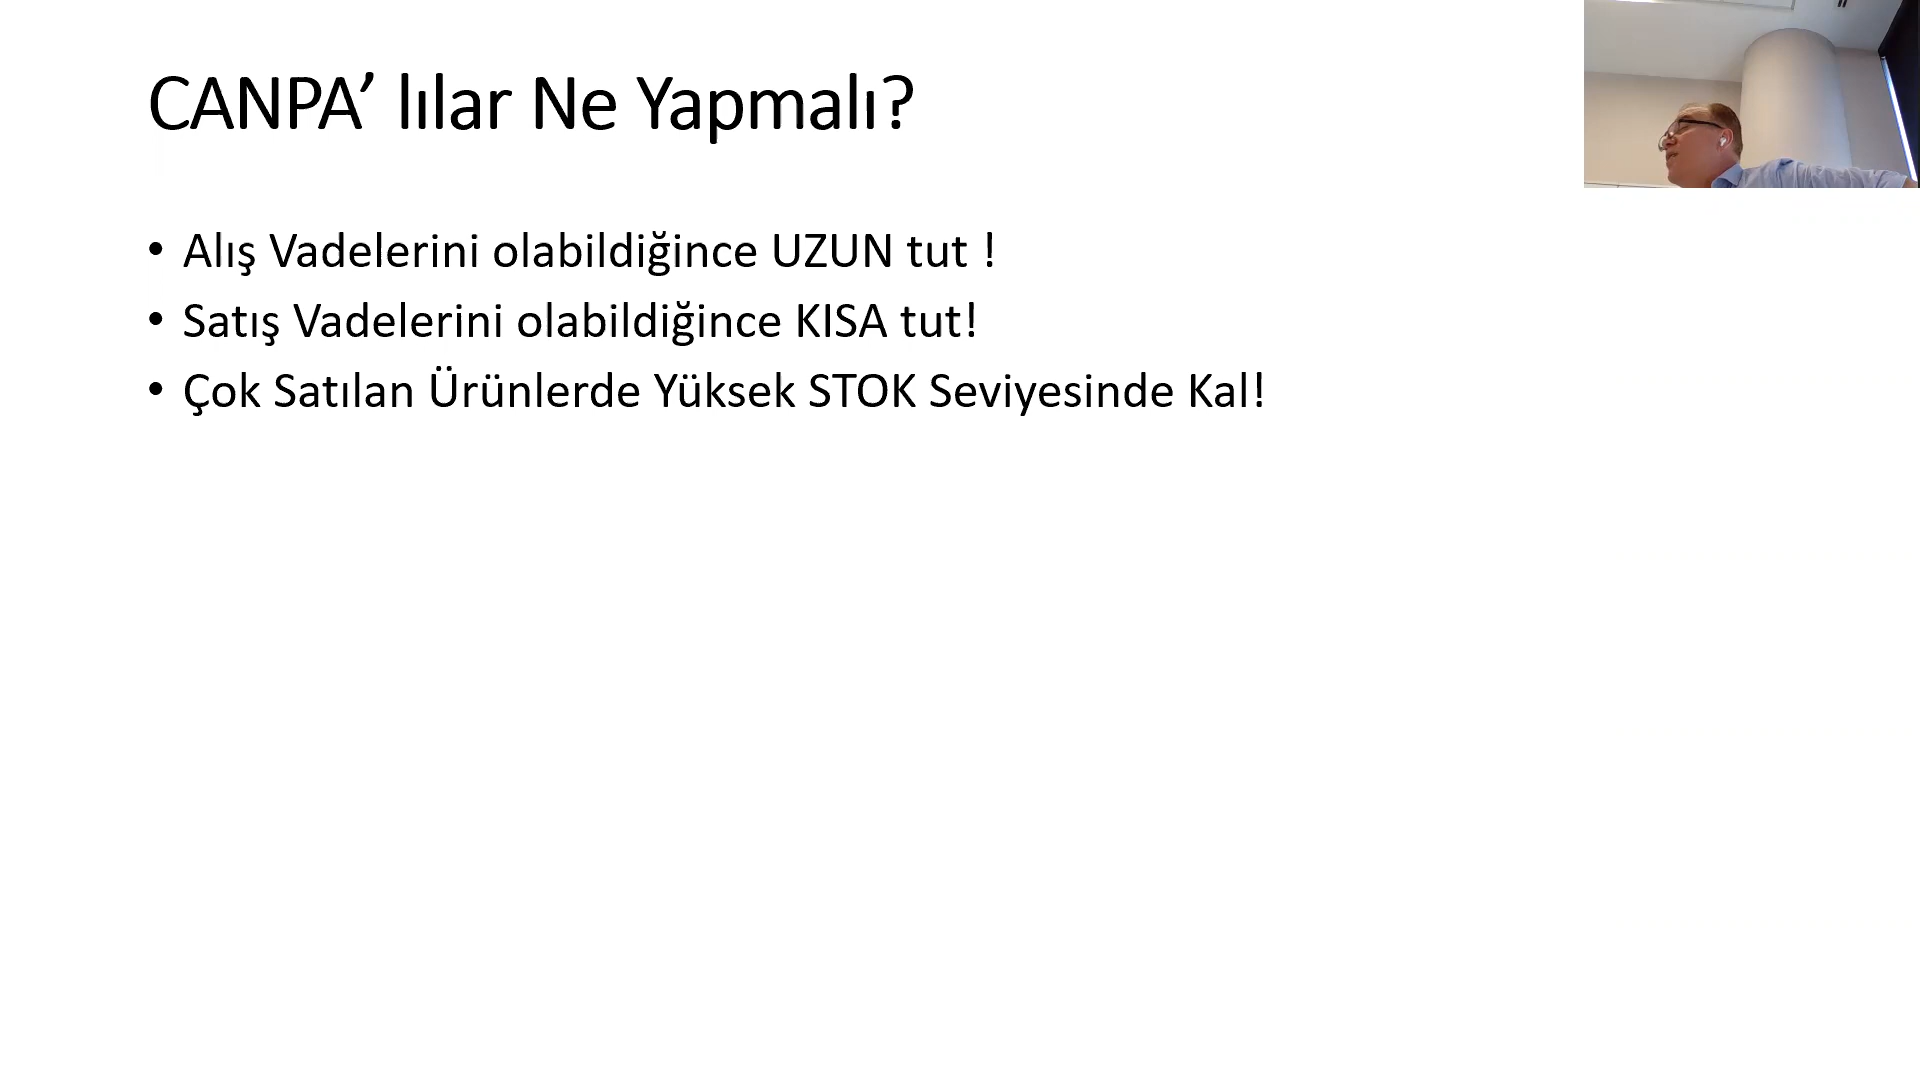 CANPA’ lılar Ne Yapmalı?
• Alış Vadelerini olabildiğince UZUN tut !
• Satış Vadelerini olabildiğince KISA tut!
• Çok Satılan Ürünlerde Yüksek STOK Seviyesinde Kal!